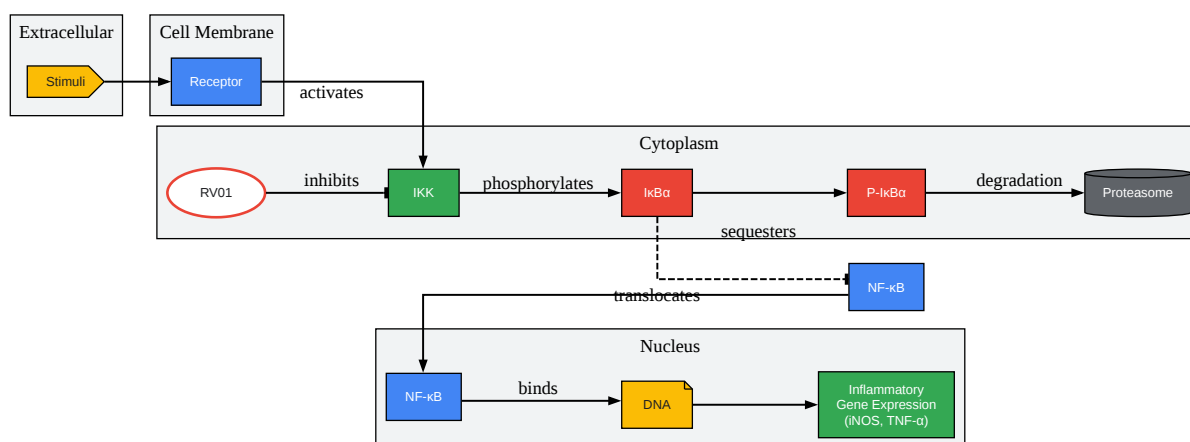 Extracellular
Cell Membrane
Stimuli
Receptor
activates
Cytoplasm
RV01
inhibits
IKK
phosphorylates
IκBα
P-IκBα
degradation
Proteasome
sequesters
NF-κB
translocates
Nucleus
NF-κB
binds
DNA
Inflammatory
Gene Expression
(iNOS, TNF-α)